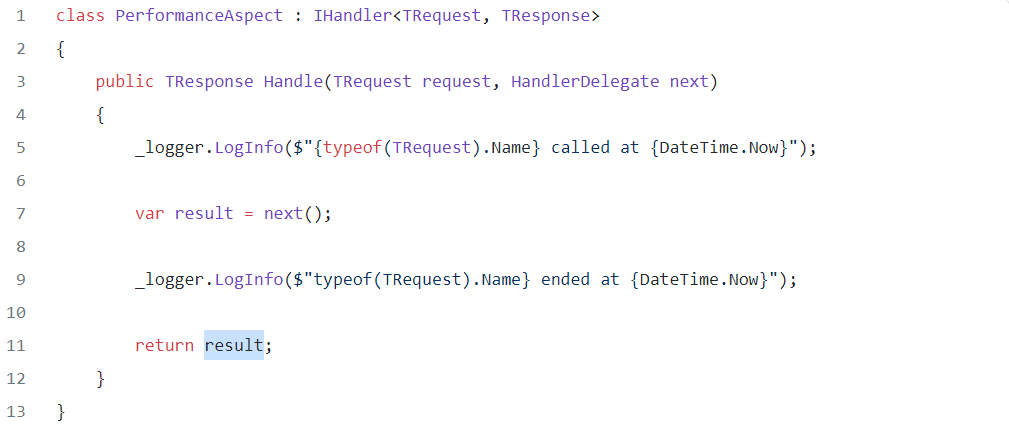 1 class PerformanceAspect : IHandler<TRequest, TResponse>
2 {
3 public TResponse Handle(TRequest request, HandlerDelegate next)
4 {
5 _logger.LogInfo($"{typeof(TRequest).Name} called at {DateTime.Now}");
6
7 var result = next();
8
9 _logger.LogInfo($"typeof(TRequest).Name} ended at {DateTime.Now}");
10
11 return result;
12 }
13 }